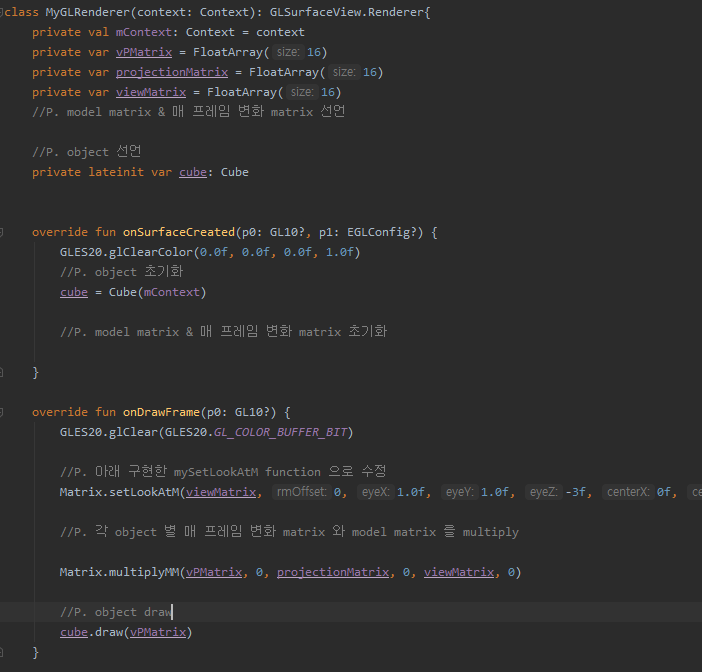 class MyGLRenderer(context: Context): GLSurfaceView.Renderer{
private val mContext: Context = context
private var vPMatrix = FloatArray( size: 16)
private var projectionMatrix = FloatArray( size: 16)
private var viewMatrix = FloatArray( size: 16)
//P. model matrix & 매 프레임 변화 matrix 선언
//P. object 선언
private lateinit var cube: Cube
override fun onSurfaceCreated(p0: GL10?, p1: EGLConfig?) {
GLES20.glClearColor(0.0f, 0.0f, 0.0f, 1.0f)
//P. object 초기화
cube = Cube(mContext)
//P. model matrix & 매 프레임 변화 matrix 초기화
}
override fun onDrawFrame(p0: GL10?) {
GLES20.glClear(GLES20.GL_COLOR_BUFFER_BIT)
//P. 아래 구현한 mySetLookAtM function 으로 수정
Matrix.setLookAtM(viewMatrix, rmOffset: 0, eyeX: 1.0f, eyeY: 1.0f, eyeZ: -3f, centerX: 0f, ce
//P. 각 object 별 매 프레임 변화 matrix 와 model matrix 를 multiply
Matrix.multiplyMM(vPMatrix, 0, projectionMatrix, 0, viewMatrix, 0)
//P. object draw
cube.draw(vPMatrix)
}